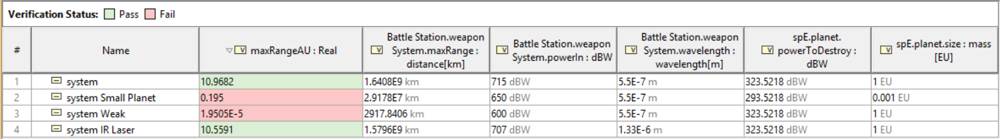 Verification Status: Pass Fail
# Name maxRangeAU : Real Battle Station.weapon System.maxRange : distance[km] Battle Station.weapon System.powerIn : dBW Battle Station.weapon System.wavelength : wavelength[m] spE.planet. powerToDestroy : dBW spE.planet.size : mass [EU]
1 system 10.9682 1.6408E9 km 715 dBW 5.5E-7 m 323.5218 dBW 1 EU
2 system Small Planet 0.195 2.9178E7 km 650 dBW 5.5E-7 m 293.5218 dBW 0.001 EU
3 system Weak 1.9505E-5 2917.8406 km 600 dBW 5.5E-7 m 323.5218 dBW 1 EU
4 system IR Laser 10.5591 1.5796E9 km 707 dBW 1.33E-6 m 323.5218 dBW 1 EU